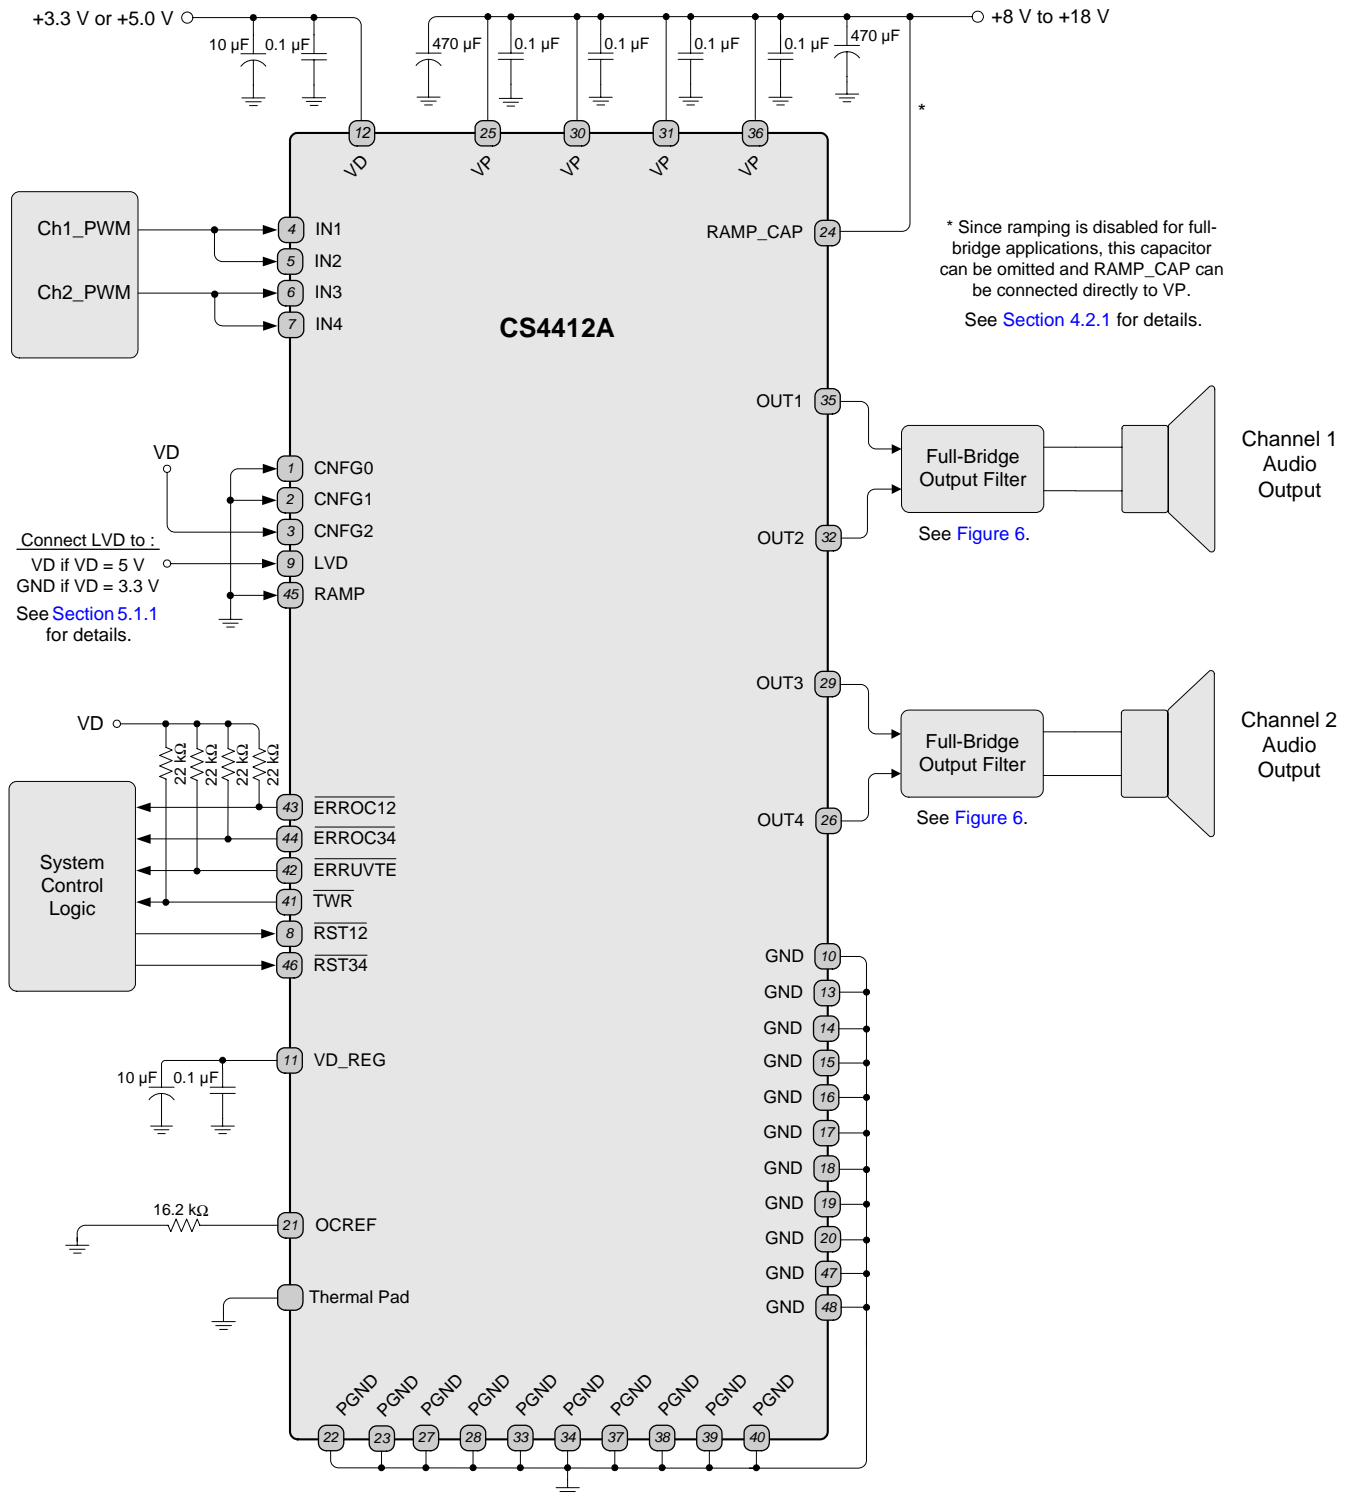 +3.3 V or +5.0 V
+8 V to +18 V
10 µF
0.1 µF
470 µF
0.1 µF
0.1 µF
0.1 µF
0.1 µF
470 µF
*
12
25
30
31
36
VD
VP
VP
VP
VP
Ch1_PWM
Ch2_PWM
4 IN1
5 IN2
6 IN3
7 IN4
RAMP_CAP 24
* Since ramping is disabled for full-
bridge applications, this capacitor
can be omitted and RAMP_CAP can
be connected directly to VP.
See Section 4.2.1 for details.
CS4412A
VD
1 CNFG0
2 CNFG1
3 CNFG2
9 LVD
45 RAMP
Connect LVD to :
VD if VD = 5 V
GND if VD = 3.3 V
See Section 5.1.1
for details.
OUT1 35
OUT2 32
Full-Bridge
Output Filter
See Figure 6.
Channel 1
Audio
Output
OUT3 29
OUT4 26
Full-Bridge
Output Filter
See Figure 6.
Channel 2
Audio
Output
VD
22 kΩ
22 kΩ
22 kΩ
22 kΩ
System
Control
Logic
43 ERROC12
44 ERROC34
42 ERRUVTE
41 TWR
8 RST12
46 RST34
11 VD_REG
10 µF
0.1 µF
16.2 kΩ
21 OCREF
Thermal Pad
GND 10
GND 13
GND 14
GND 15
GND 16
GND 17
GND 18
GND 19
GND 20
GND 47
GND 48
PGND
PGND
PGND
PGND
PGND
PGND
PGND
PGND
PGND
PGND
22
23
27
28
33
34
37
38
39
40